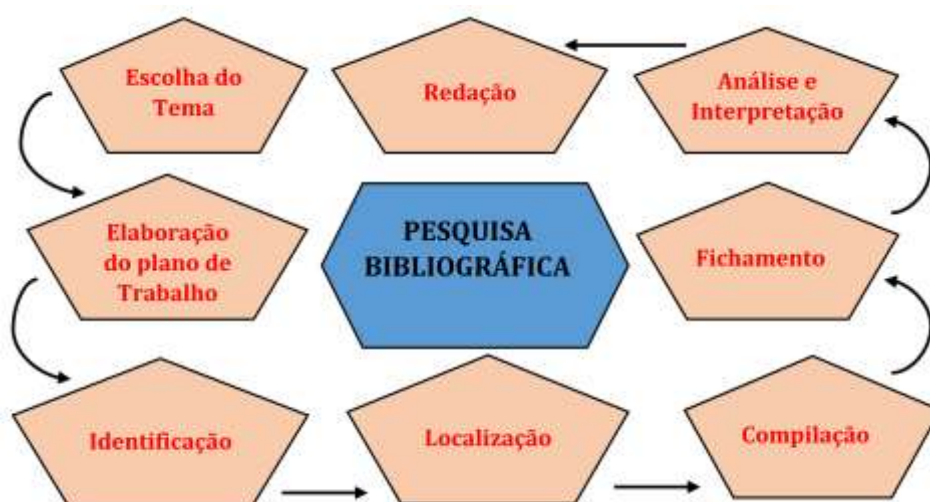 Escolha do
Tema
Redação
Análise e
Interpretação
Elaboração
do plano de
Trabalho
PESQUISA
BIBLIOGRÁFICA
Fichamento
Identificação
Localização
Compilação